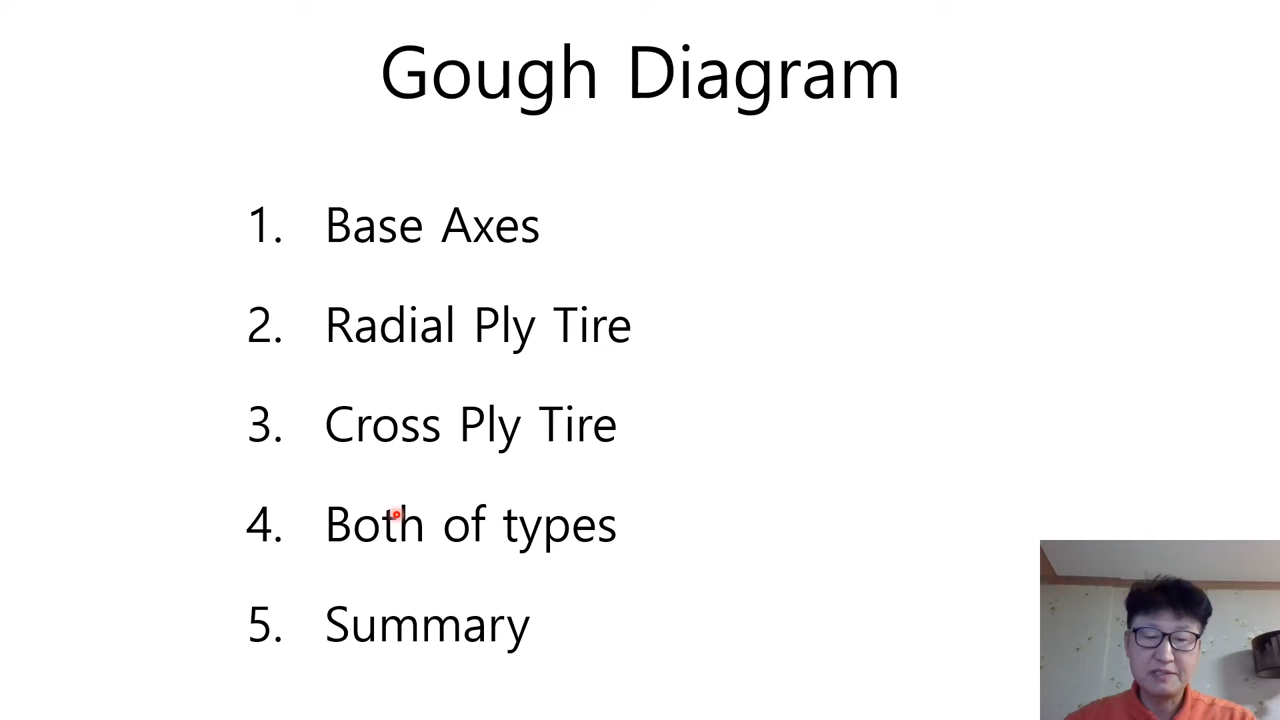 Gough Diagram
1. Base Axes
2. Radial Ply Tire
3. Cross Ply Tire
4. Both of types
5. Summary